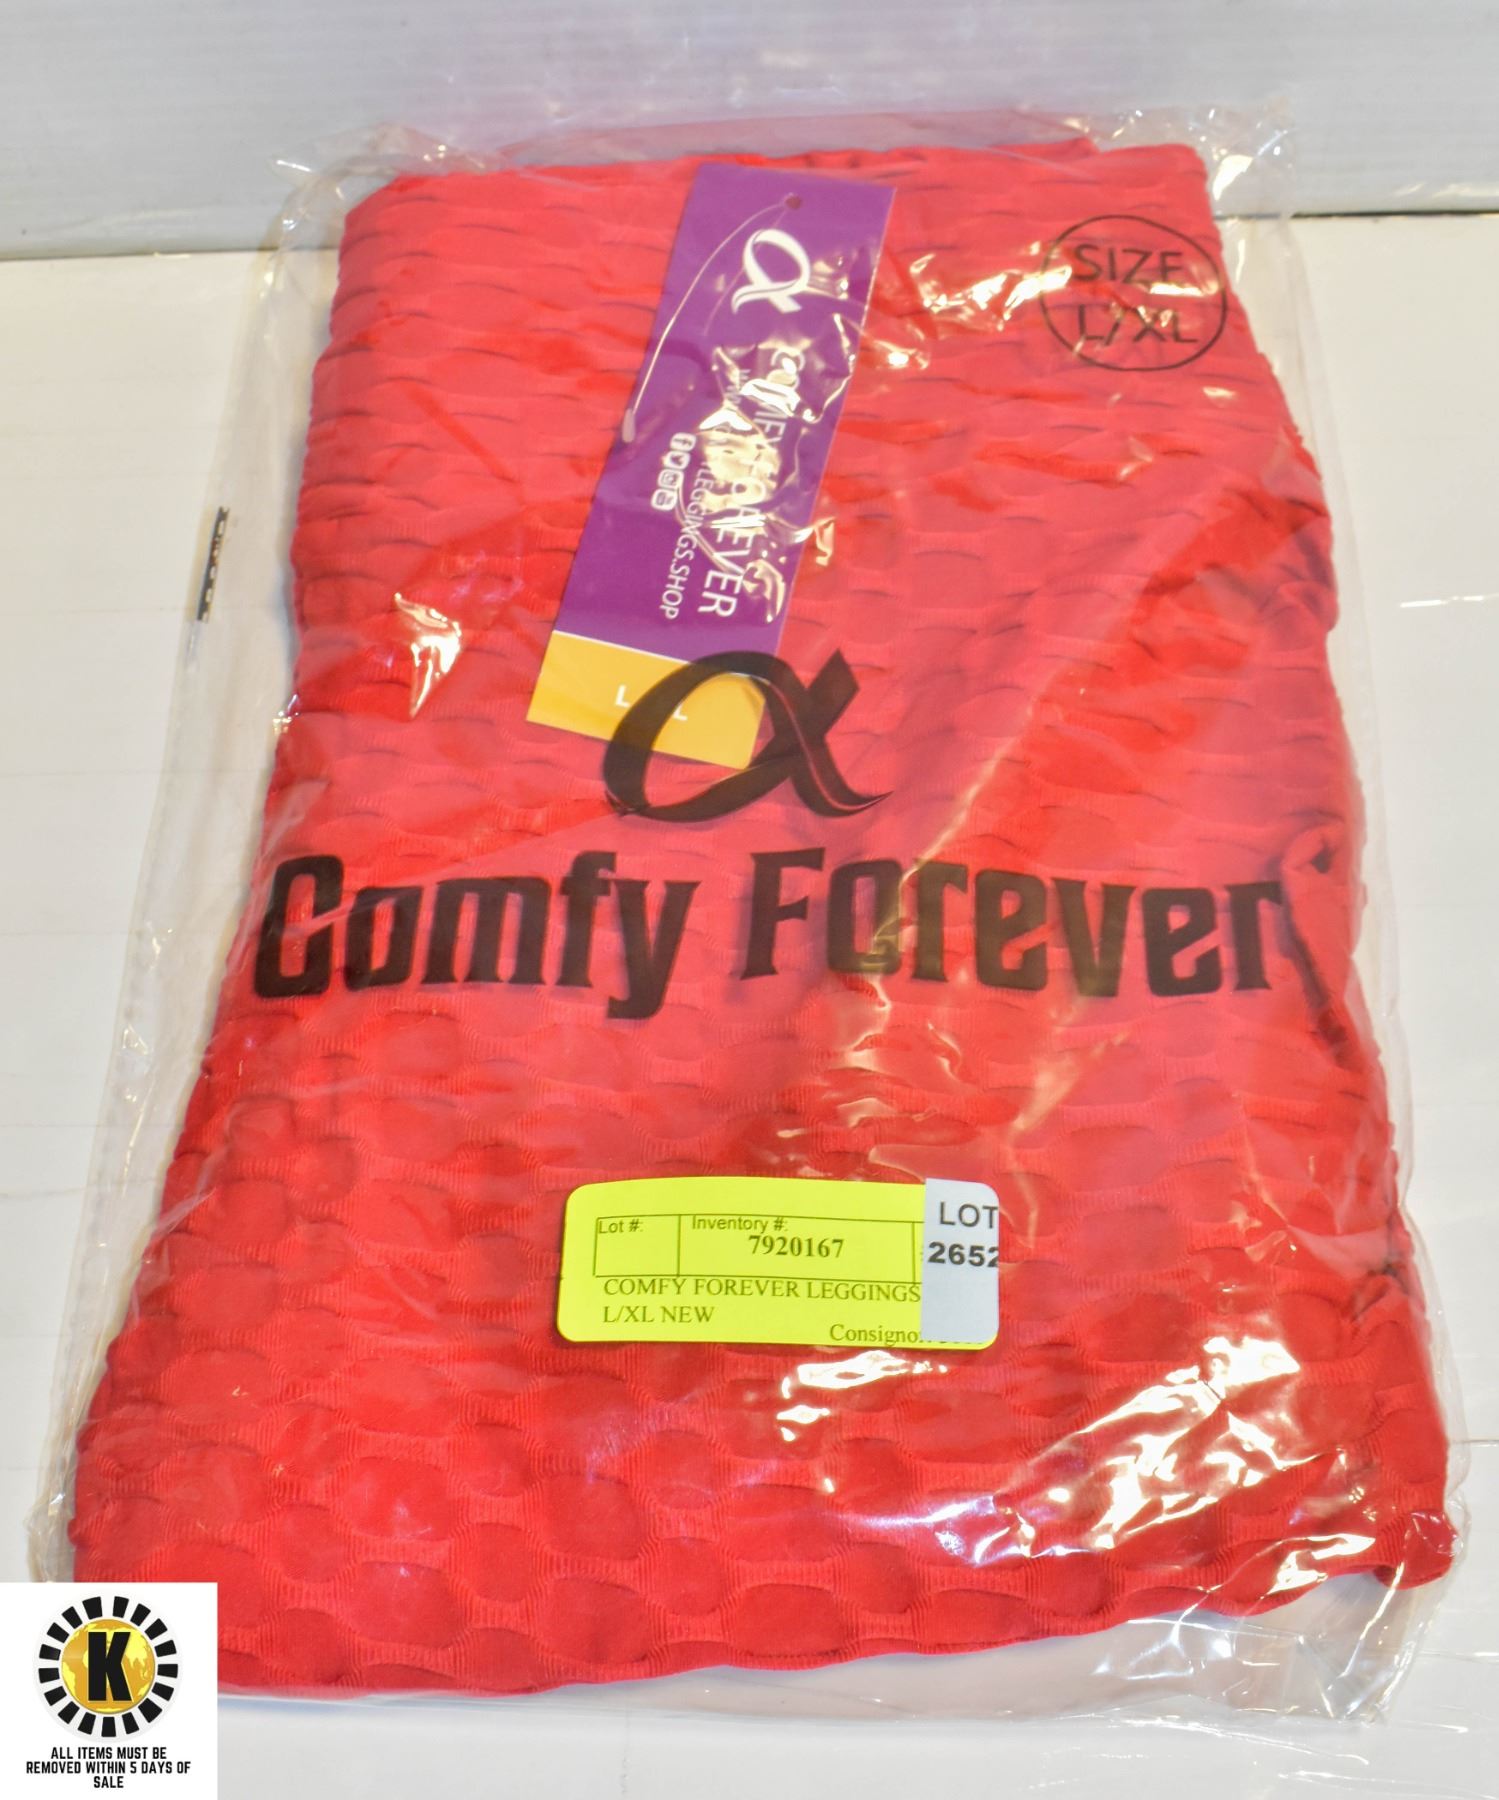 SIZE
L/XL
COMFY FOREVER
LEGGINGS.SHOP
L
L
Comfy Forever
Lot #:
Inventory #:
7920167
LOT
2652
COMFY FOREVER LEGGINGS
L/XL NEW
K
ALL ITEMS MUST BE
REMOVED WITHIN 5 DAYS OF
SALE